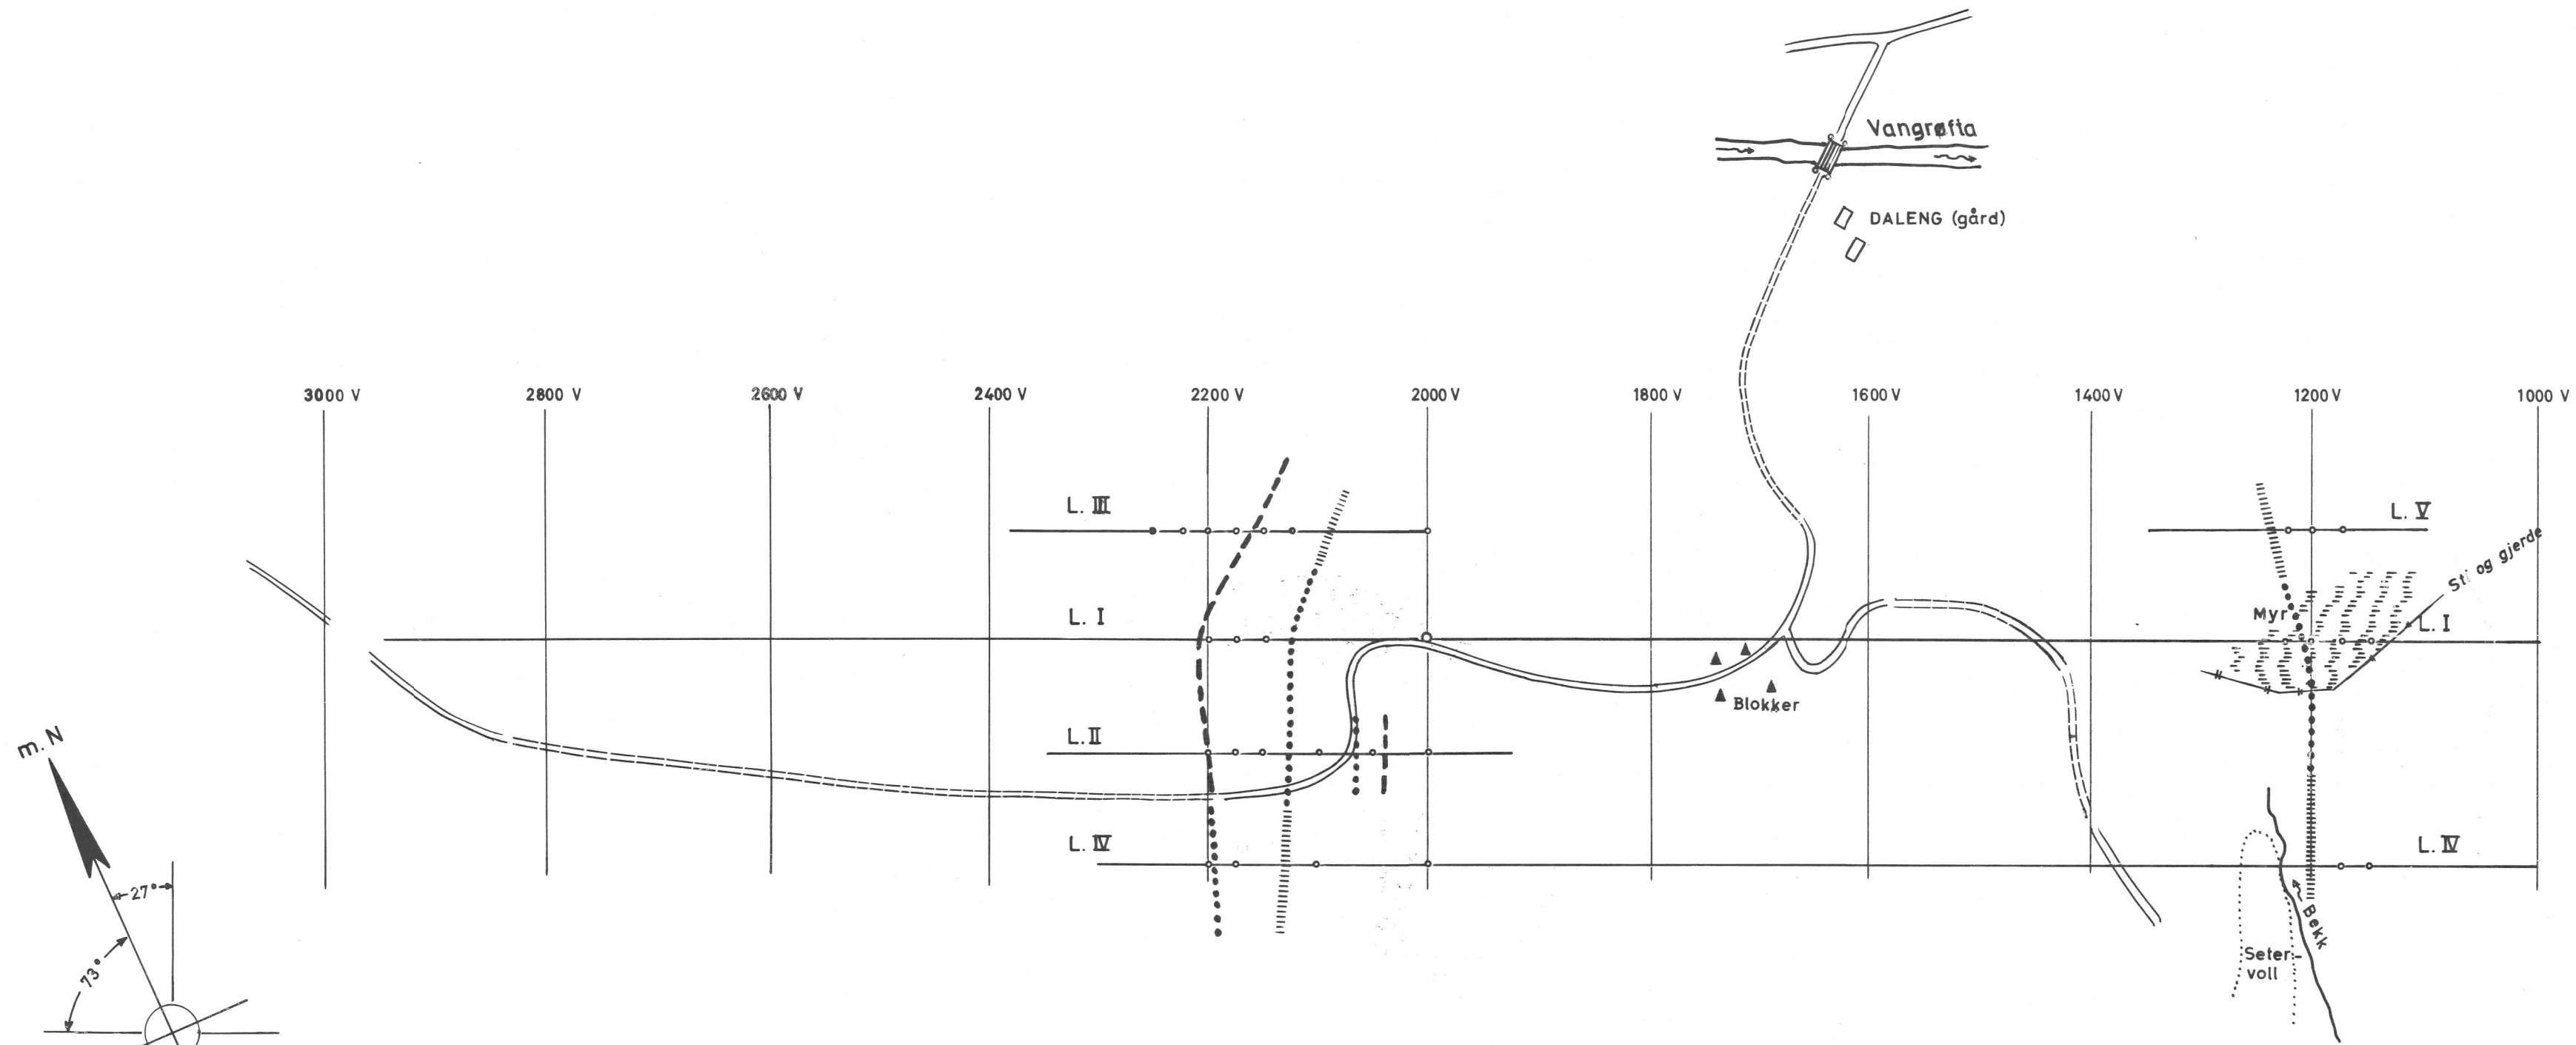 Vangrøfta
DALENG (gård)
3000 V
2800 V
2600 V
2400 V
2200 V
2000 V
1800 V
1600 V
1400 V
1200 V
1000 V
L. III
L. V
Sti og gjerde
L. I
Myr
L. I
Blokker
L. II
m. N
L. IV
L. IV
27°
Bekk
73°
Seter-
voll